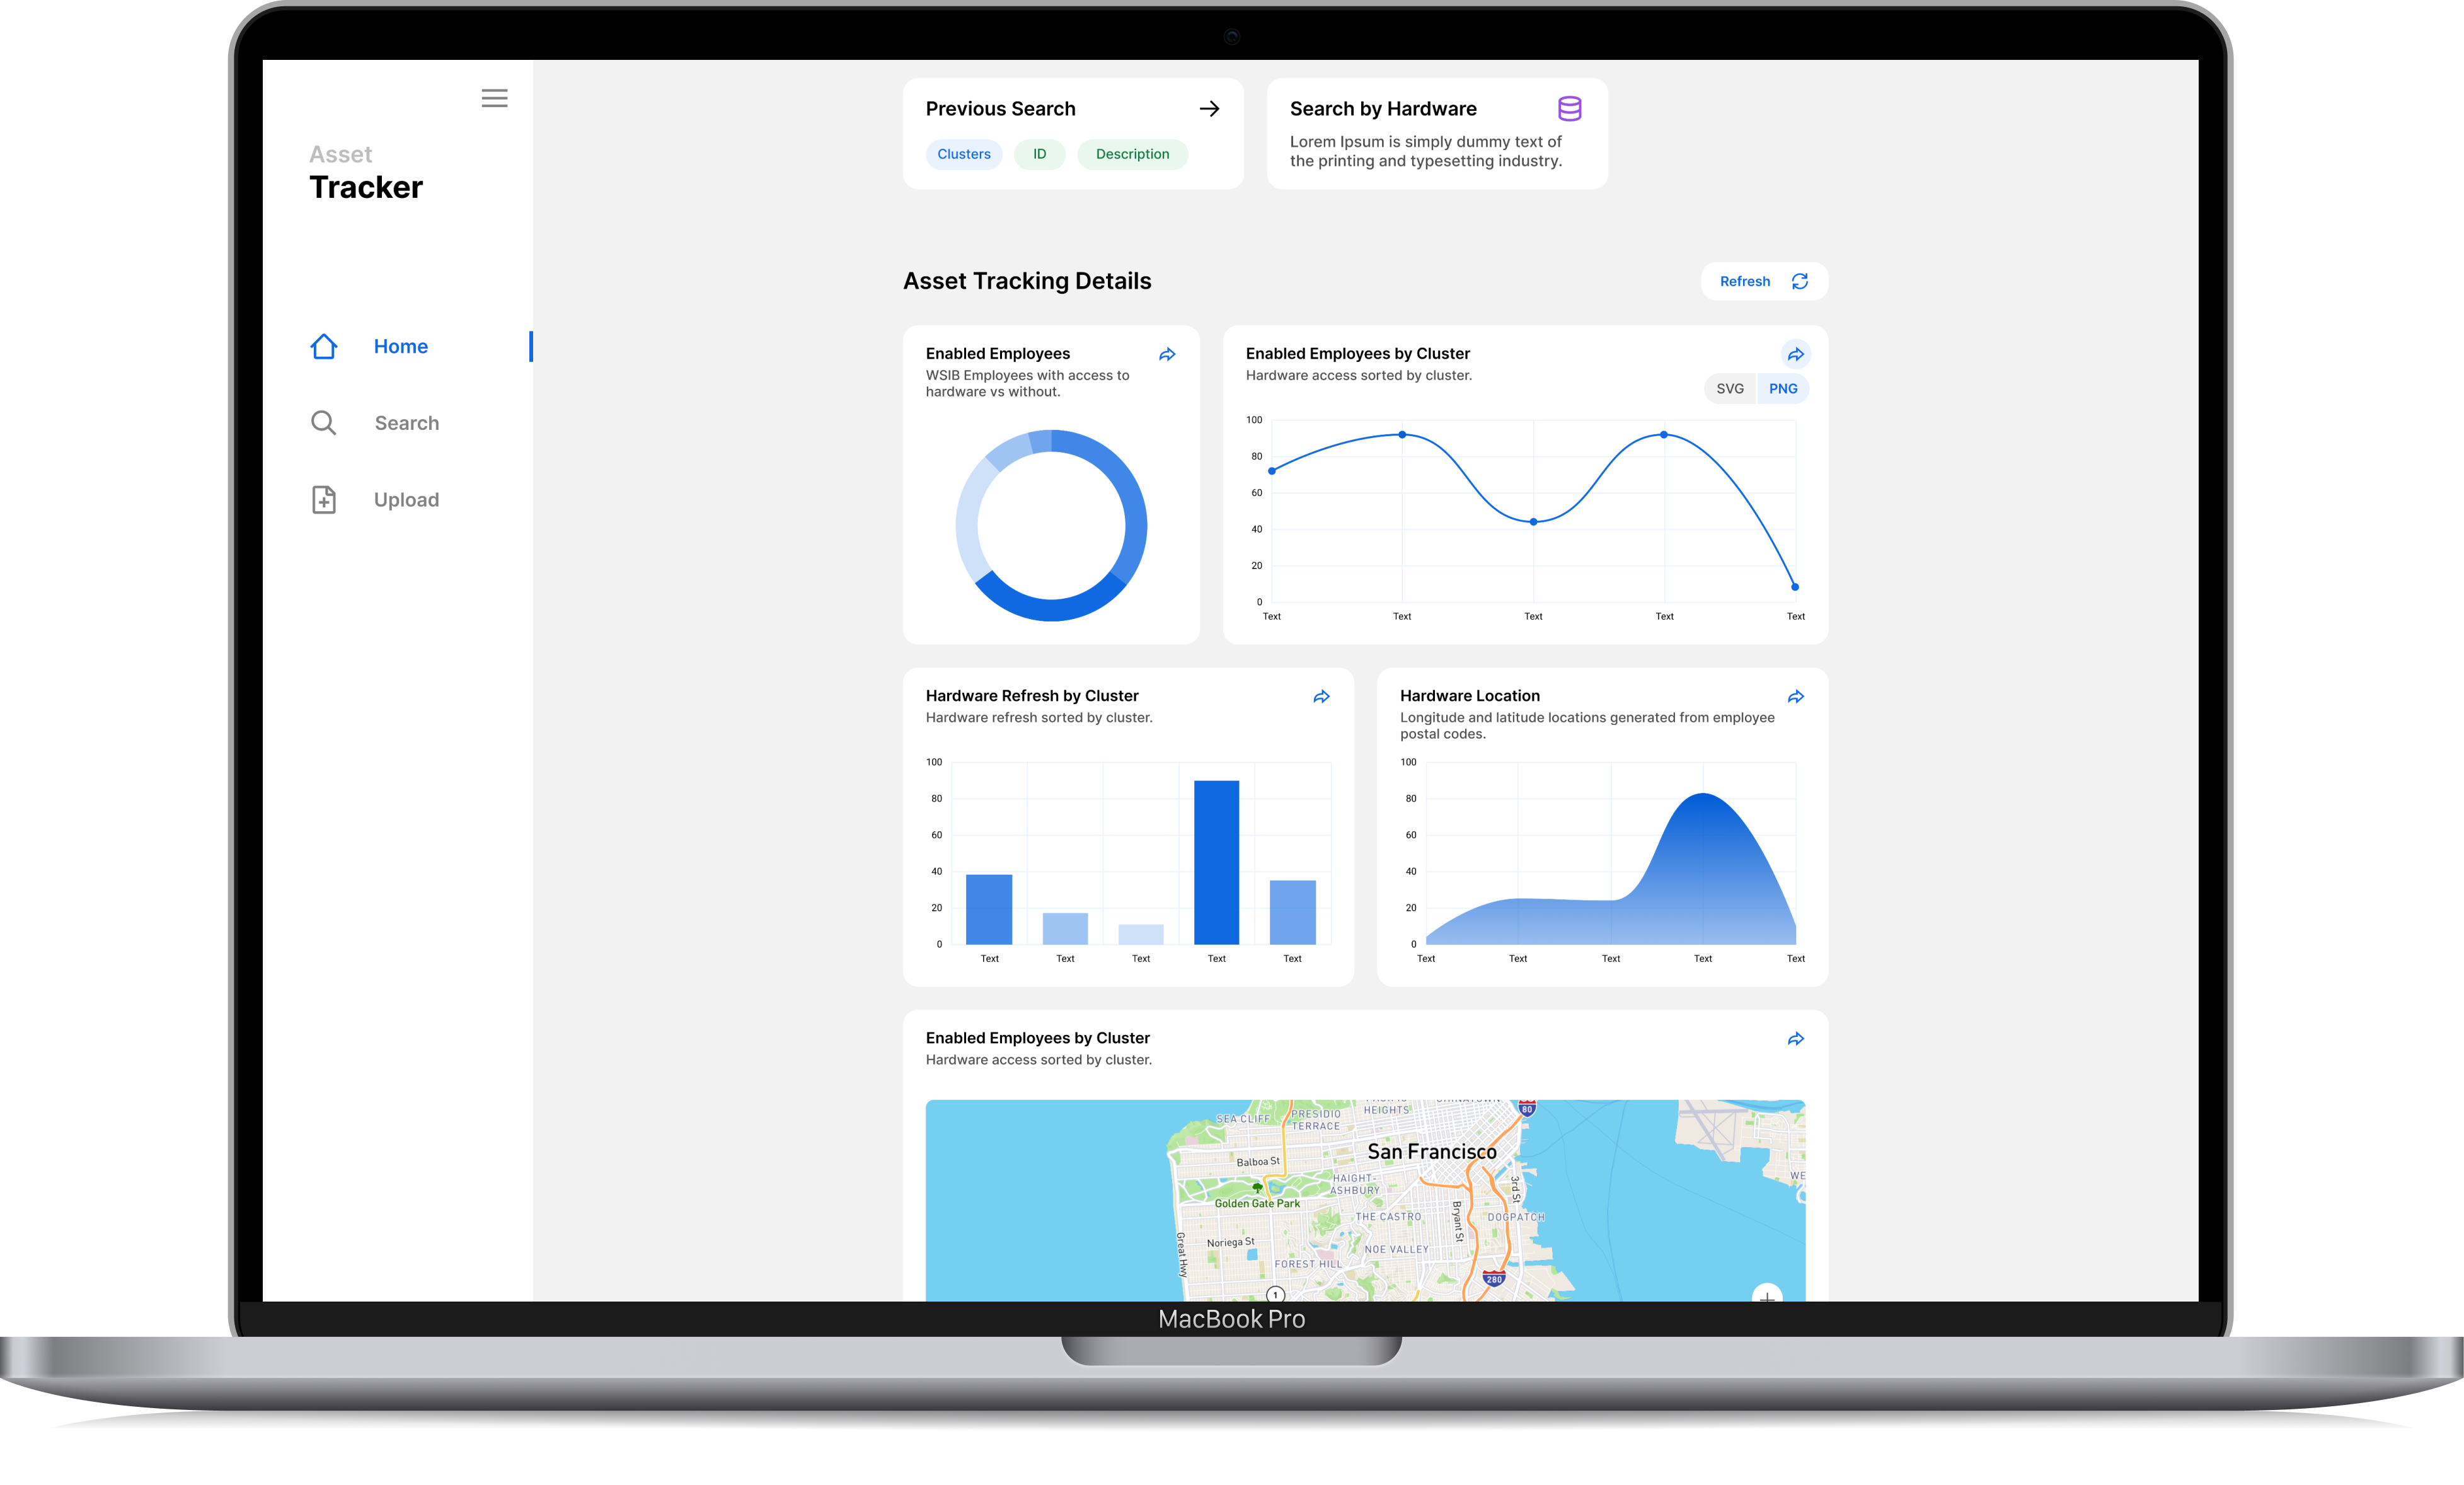 Asset
Tracker
Home
Search
Upload
Previous Search
Clusters
ID
Description
Search by Hardware
Lorem Ipsum is simply dummy text of
the printing and typesetting industry.
Asset Tracking Details
Refresh
Enabled Employees
WSIB Employees with access to
hardware vs without.
Enabled Employees by Cluster
Hardware access sorted by cluster.
SVG
PNG
100
80
60
40
20
0
Text
Text
Text
Text
Text
Hardware Refresh by Cluster
Hardware refresh sorted by cluster.
100
80
60
40
20
0
Text
Text
Text
Text
Text
Hardware Location
Longitude and latitude locations generated from employee
postal codes.
100
80
60
40
20
0
Text
Text
Text
Text
Text
Enabled Employees by Cluster
Hardware access sorted by cluster.
SEA CLIFF
PRESIDIO
TERRACE
HEIGHTS
80
San Francisco
Balboa St
HAIGHT-
ASHBURY
3rd St
WE
Golden Gate Park
THE CASTRO
Bryant St
DOGPATCH
Great Hwy
Noriega St
NOE VALLEY
FOREST HILL
280
1
MacBook Pro